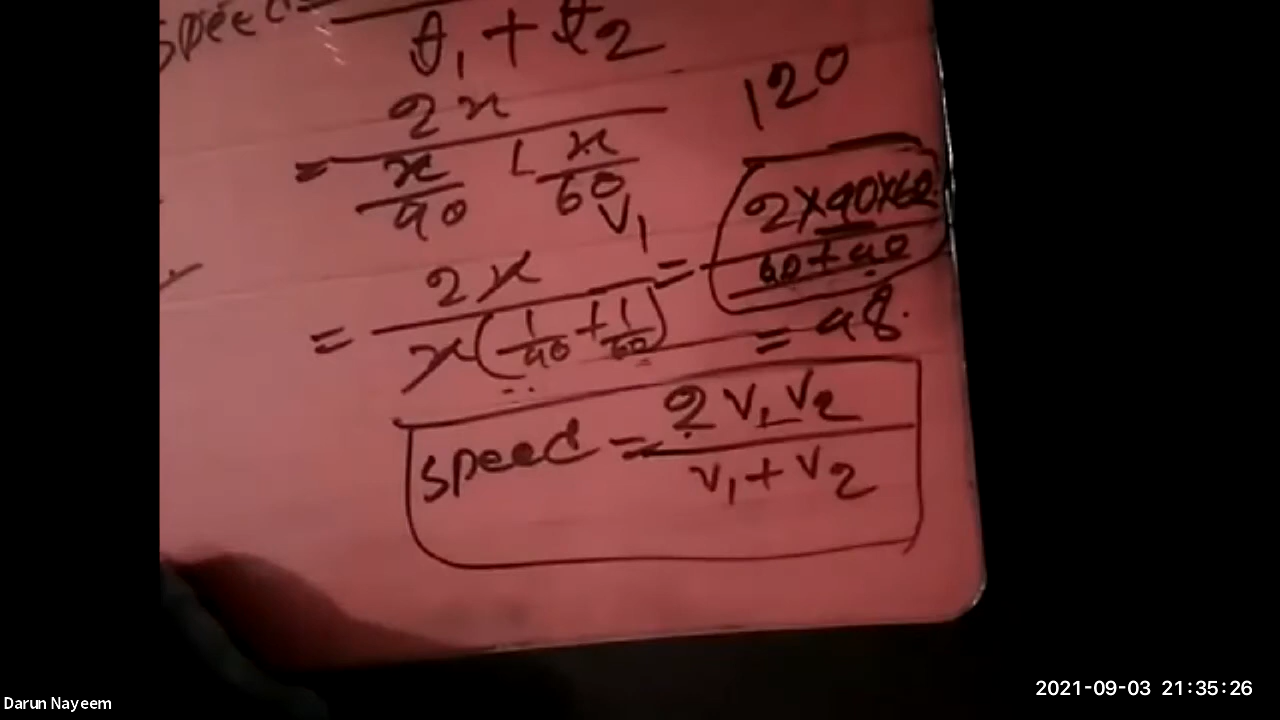 speed =
t₁ + t₂
120
= 2x / (x/40 + x/60)
V₁
= 2x / x(1/40 + 1/60) = 2×40×60 / 60+40
= 48.
speed = 2V₁V₂ / V₁+V₂
2021-09-03 21:35:26
Darun Nayeem